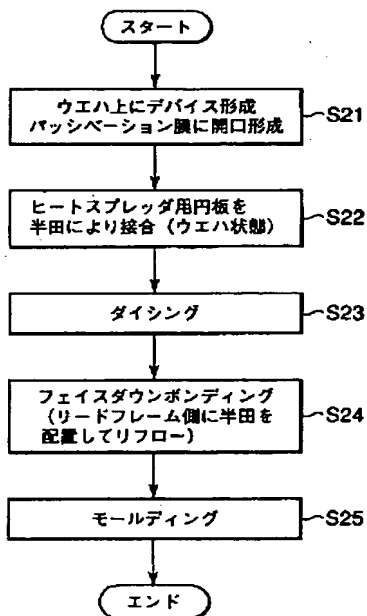 スタート
ウエハ上にデバイス形成
パッシベーション膜に開口形成
S21
ヒートスプレッダ用円板を
半田により接合(ウエハ状態)
S22
ダイシング
S23
フェイスダウンボンディング
(リードフレーム側に半田を
配置してリフロー)
S24
モールディング
S25
エンド